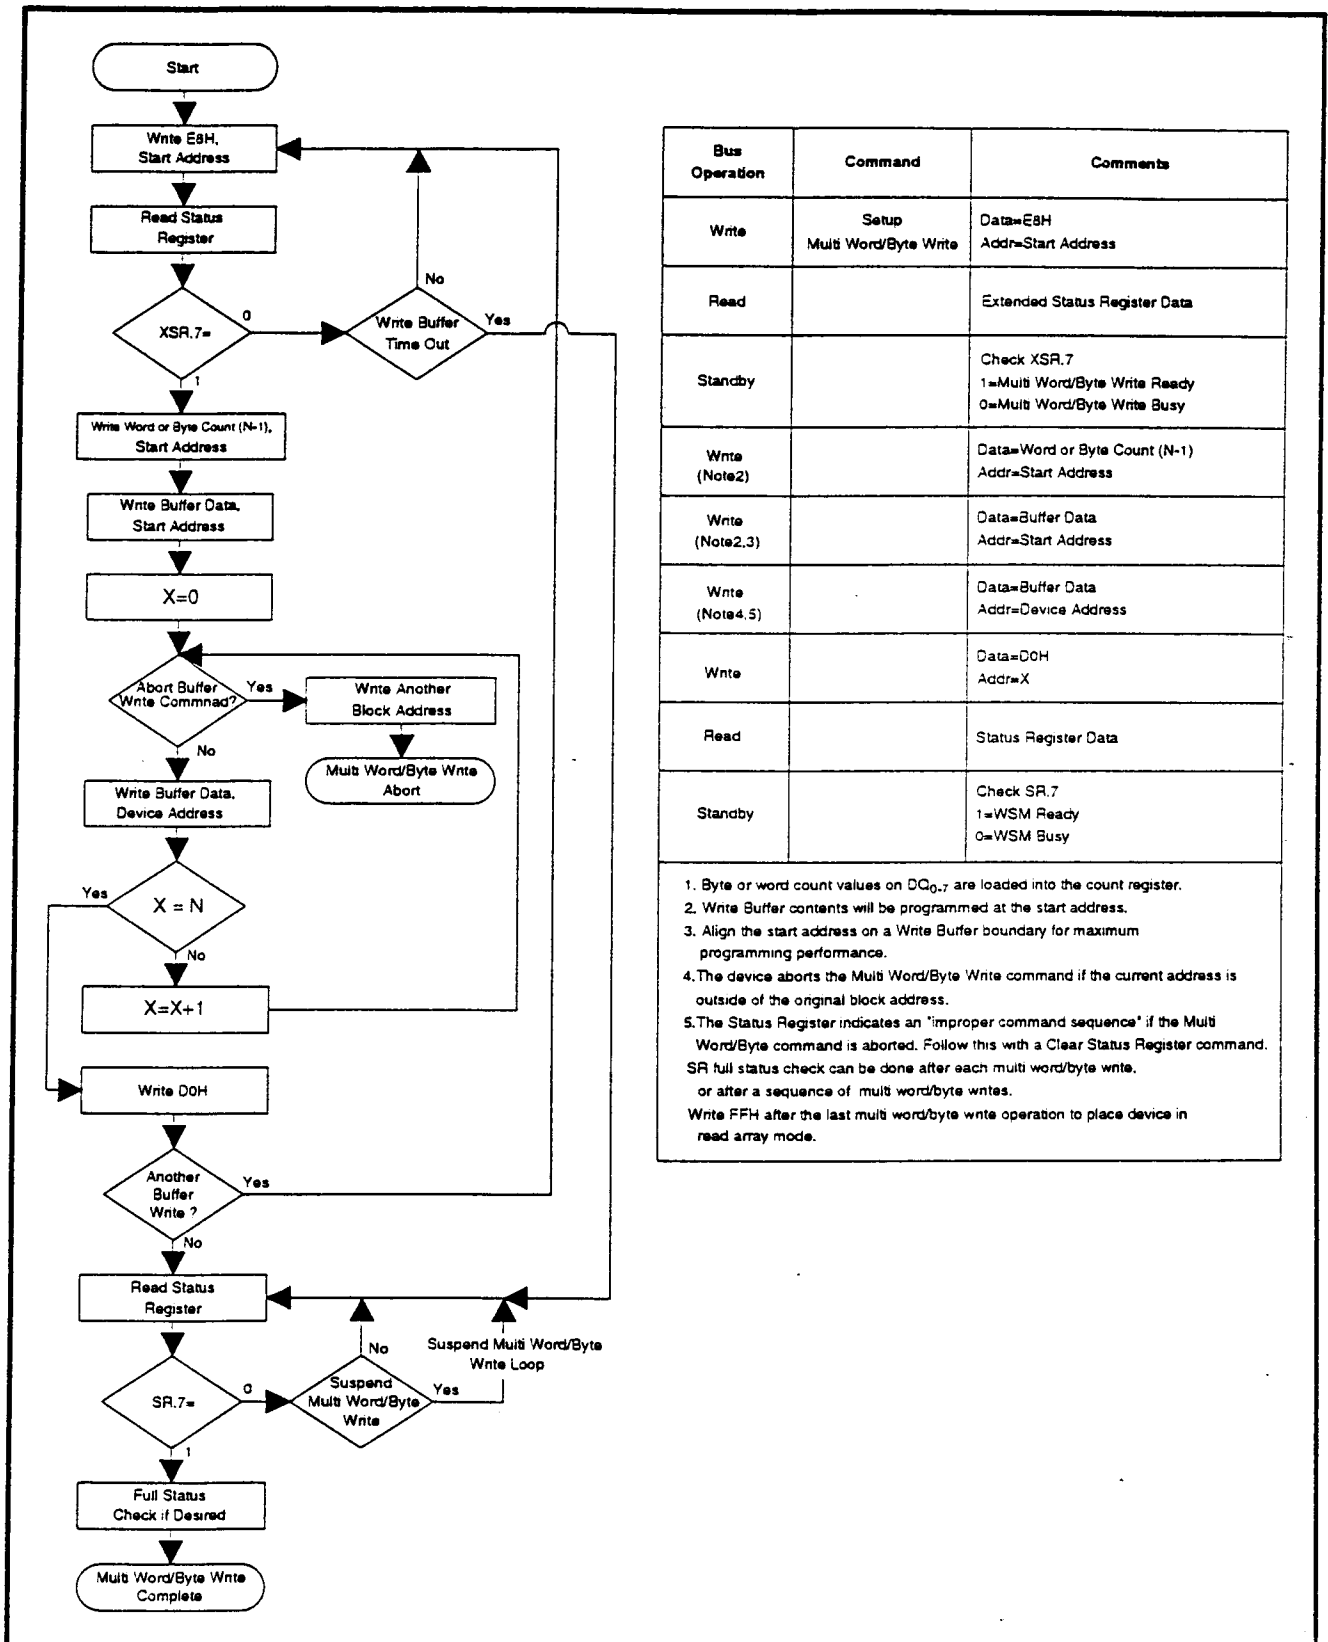 Start
Write E8H,
Start Address
Read Status
Register
No
XSR.7=
0
Write Buffer
Time Out
Yes
1
Write Word or Byte Count (N-1),
Start Address
Write Buffer Data,
Start Address
X=0
Abort Buffer
Write Commnad?
Yes
Write Another
Block Address
No
Multi Word/Byte Write
Abort
Write Buffer Data,
Device Address
Yes
X = N
No
X=X+1
Write D0H
Another
Buffer
Write ?
Yes
No
Read Status
Register
No
Suspend Multi Word/Byte
Write Loop
SR.7=
0
Suspend
Multi Word/Byte
Write
Yes
1
Full Status
Check if Desired
Multi Word/Byte Write
Complete
Bus
Operation
Command
Comments
Write
Setup
Multi Word/Byte Write
Data=E8H
Addr=Start Address
Read
Extended Status Register Data
Standby
Check XSR.7
1=Multi Word/Byte Write Ready
0=Multi Word/Byte Write Busy
Write
(Note2)
Data=Word or Byte Count (N-1)
Addr=Start Address
Write
(Note2,3)
Data=Buffer Data
Addr=Start Address
Write
(Note4,5)
Data=Buffer Data
Addr=Device Address
Write
Data=D0H
Addr=X
Read
Status Register Data
Standby
Check SR.7
1=WSM Ready
0=WSM Busy
1. Byte or word count values on DQ0-7 are loaded into the count register.
2. Write Buffer contents will be programmed at the start address.
3. Align the start address on a Write Buffer boundary for maximum
programming performance.
4.The device aborts the Multi Word/Byte Write command if the current address is
outside of the original block address.
5.The Status Register indicates an "improper command sequence" if the Multi
Word/Byte command is aborted. Follow this with a Clear Status Register command.
SR full status check can be done after each multi word/byte write,
or after a sequence of multi word/byte writes.
Write FFH after the last multi word/byte write operation to place device in
read array mode.